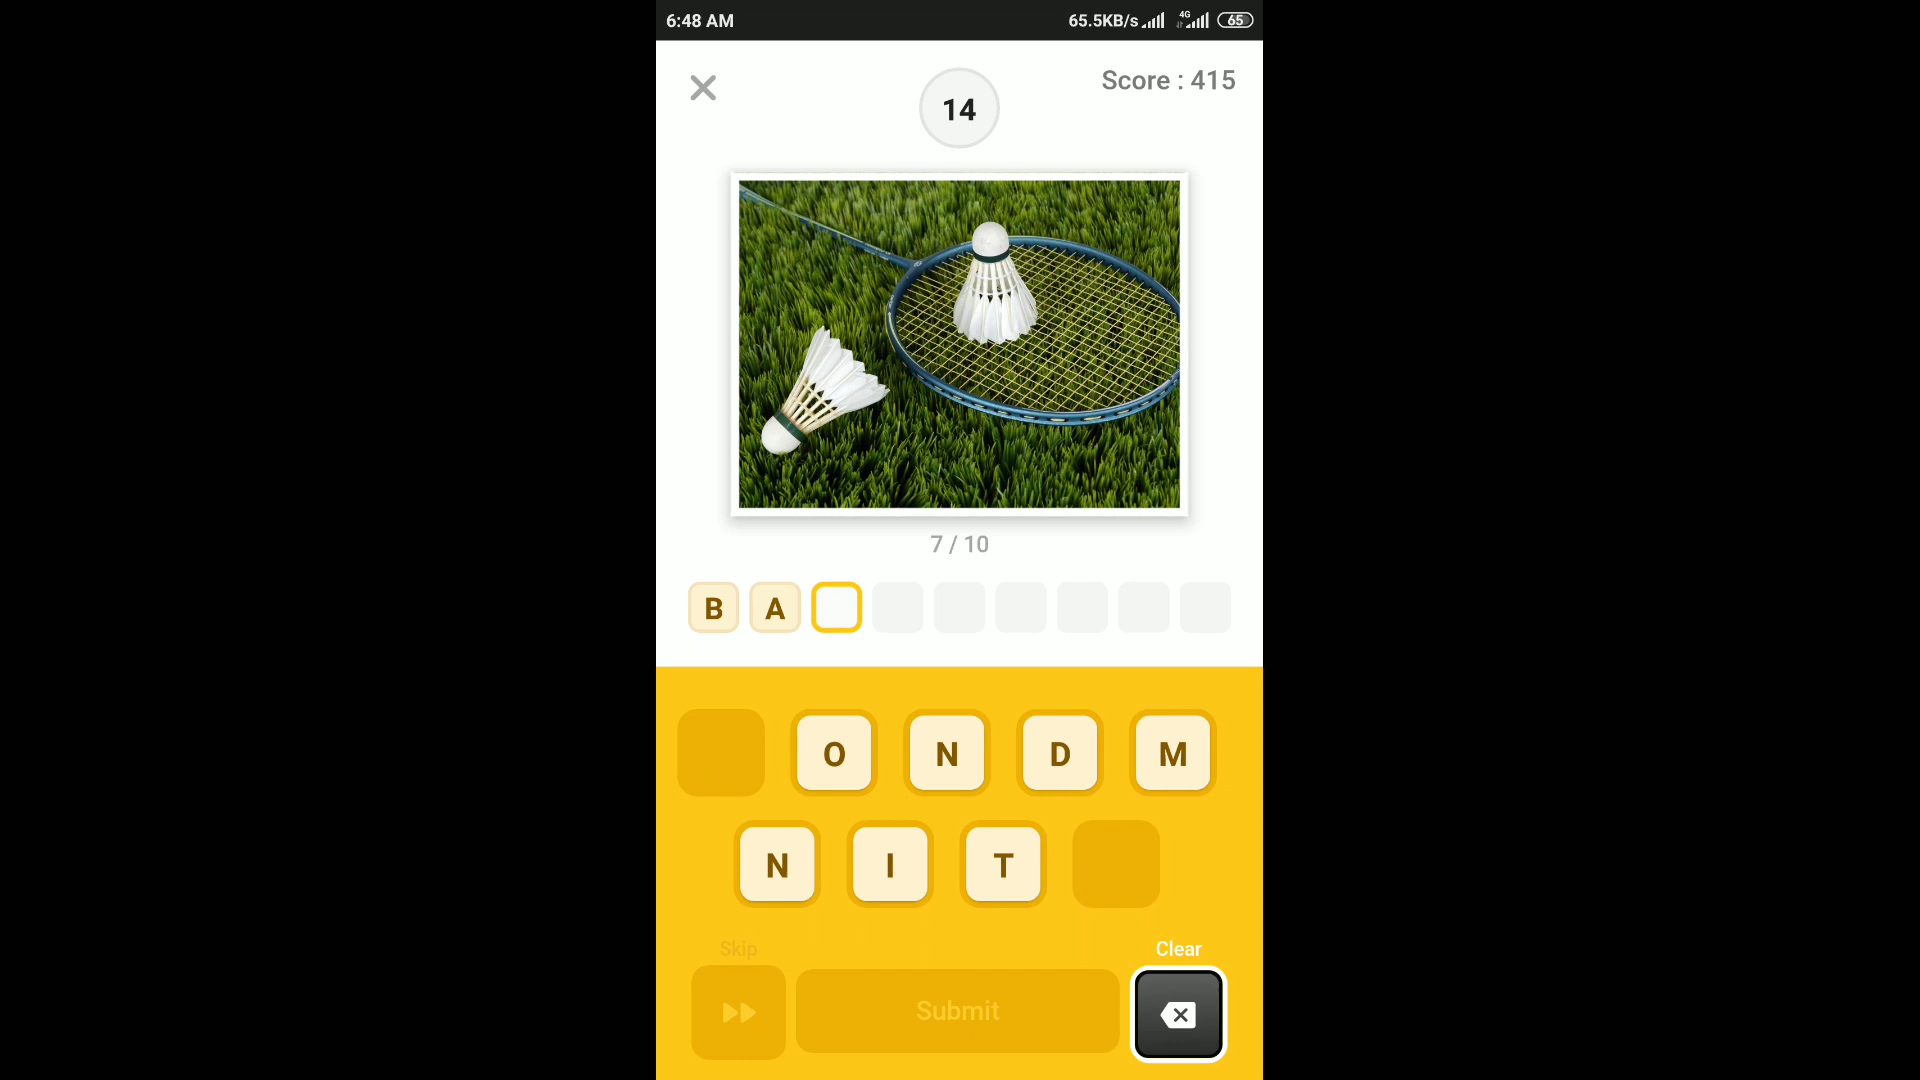 6:48 AM 65.5KB/s 4G 65
Score : 415
14
7 / 10
B A
O N D M
N I T
Skip Clear
Submit